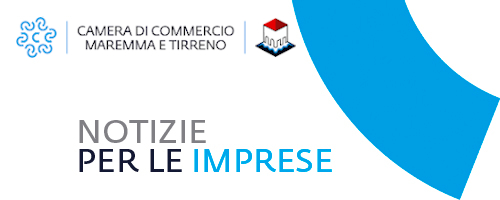 CAMERA DI COMMERCIO
MAREMMA E TIRRENO
NOTIZIE
PER LE IMPRESE